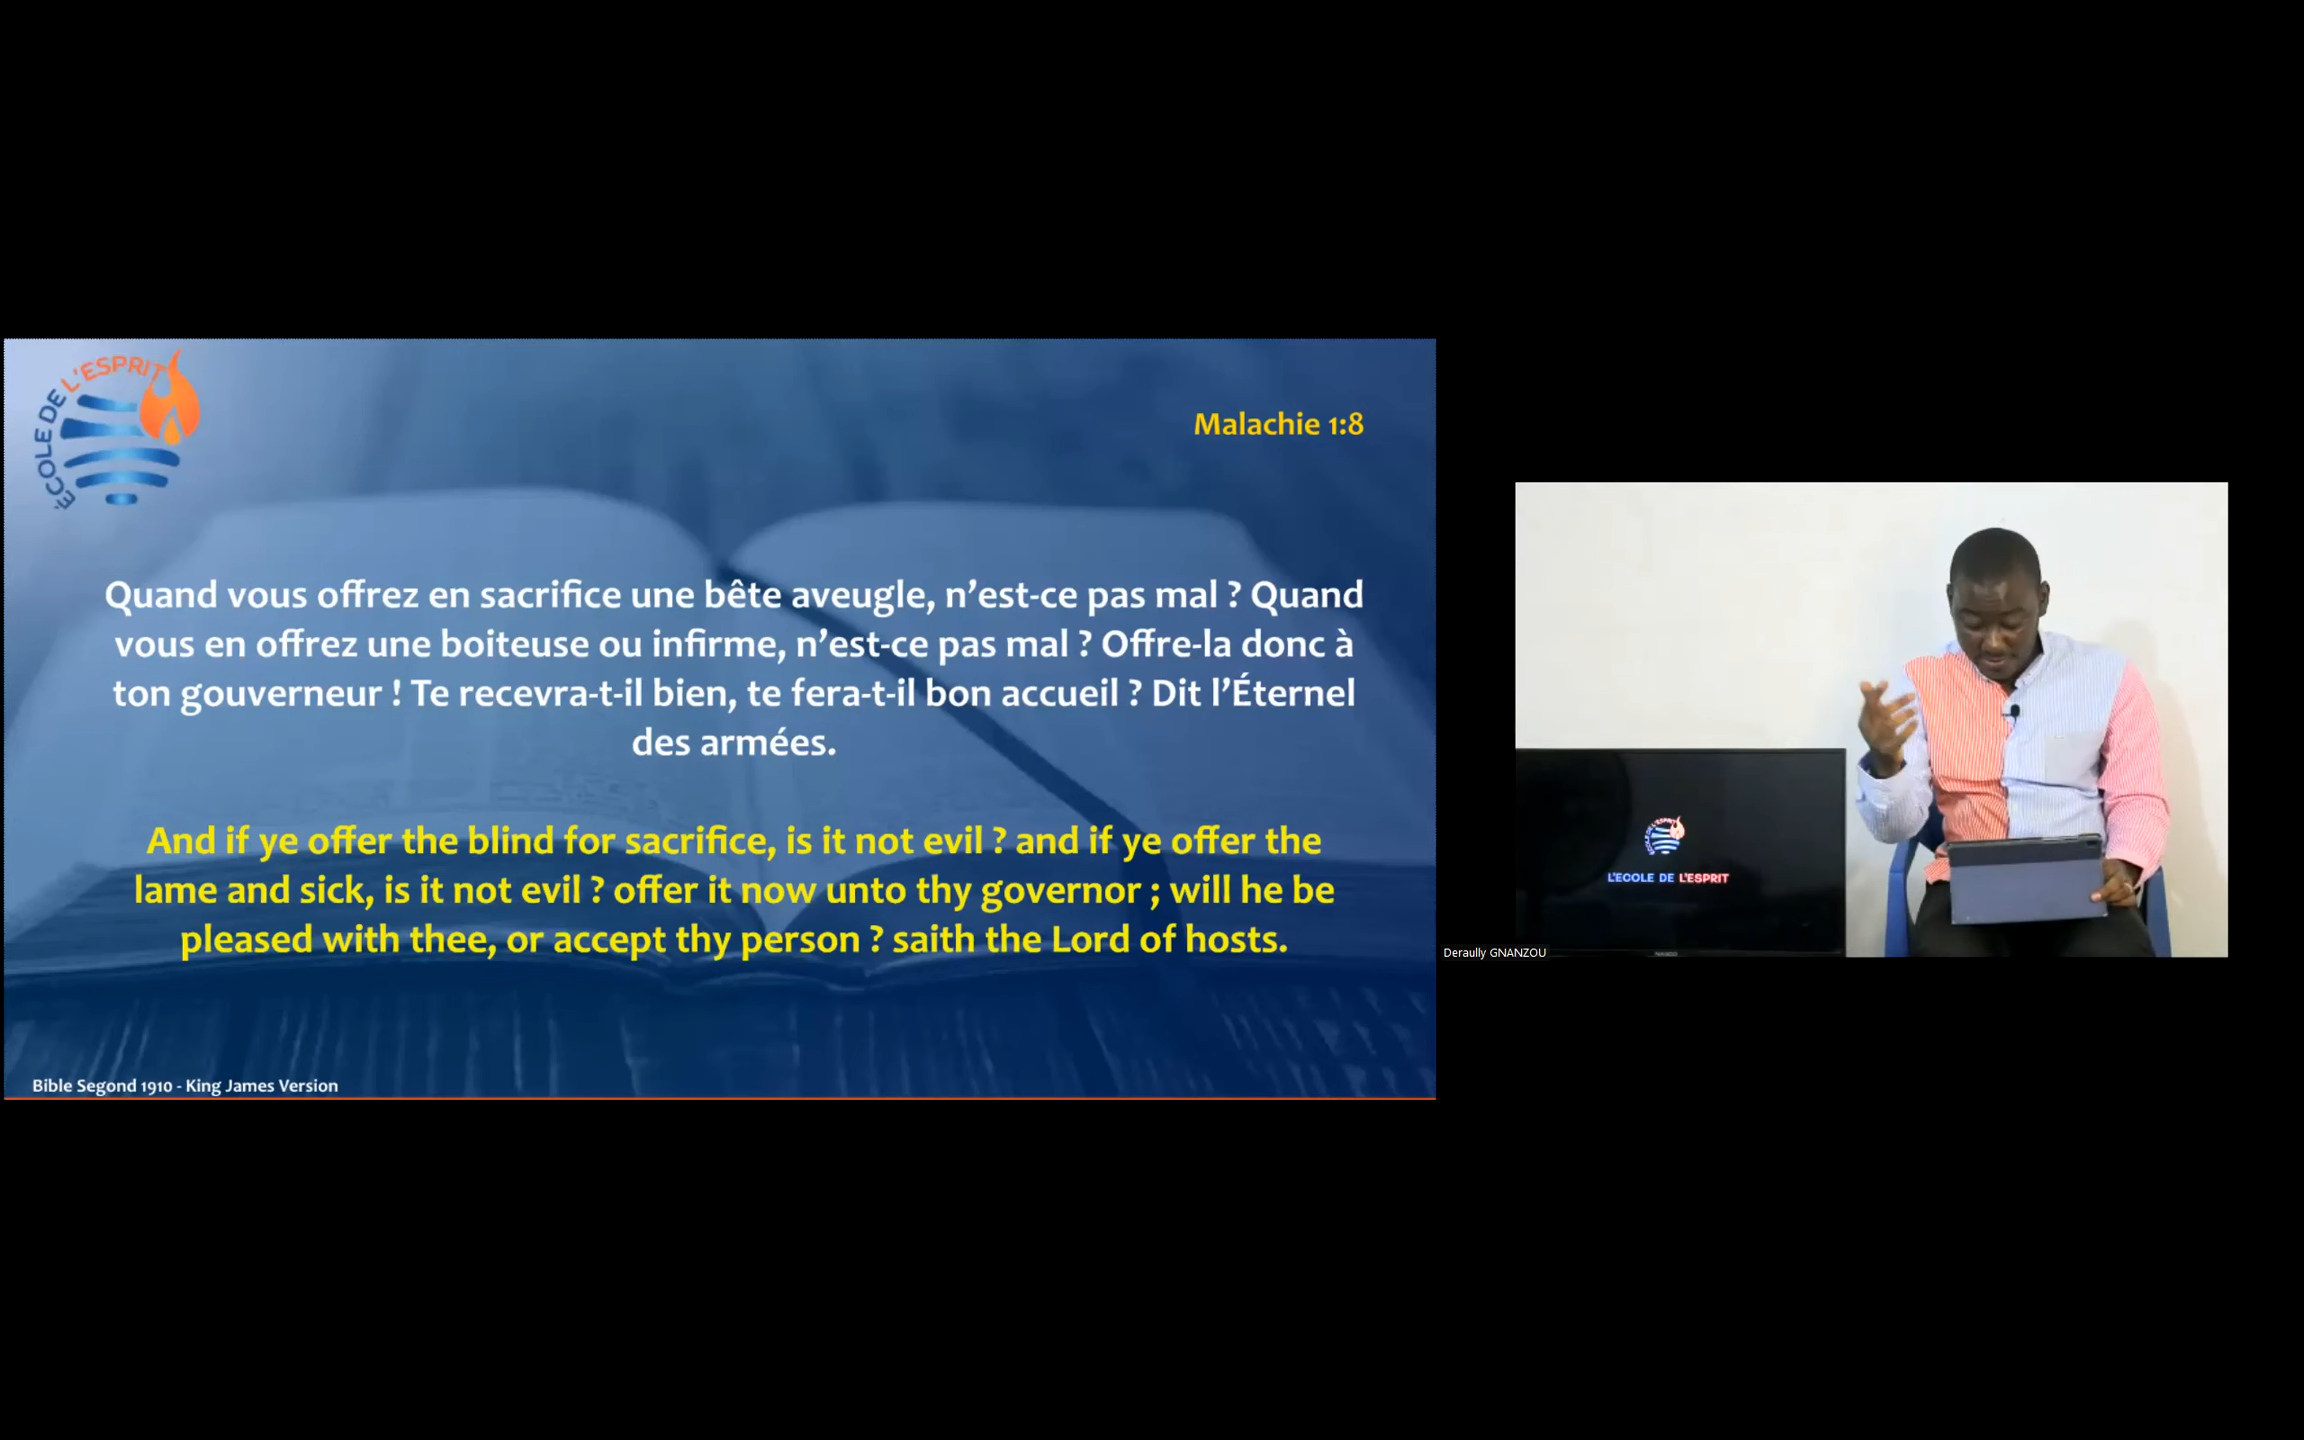 L'ÉCOLE DE L'ESPRIT
Malachie 1:8
Quand vous offrez en sacrifice une bête aveugle, n’est-ce pas mal ? Quand
vous en offrez une boiteuse ou infirme, n’est-ce pas mal ? Offre-la donc à
ton gouverneur ! Te recevra-t-il bien, te fera-t-il bon accueil ? Dit l’Éternel
des armées.
And if ye offer the blind for sacrifice, is it not evil ? and if ye offer the
lame and sick, is it not evil ? offer it now unto thy governor ; will he be
pleased with thee, or accept thy person ? saith the Lord of hosts.
Bible Segond 1910 - King James Version
L'ECOLE DE L'ESPRIT
Deraully GNANZOU